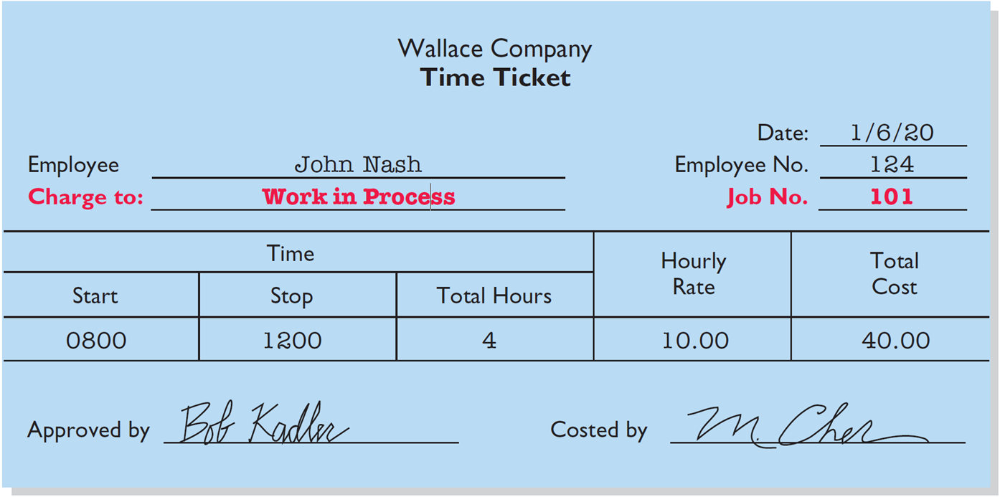 Wallace Company
Time Ticket
Date: 1/6/20
Employee John Nash Employee No. 124
Charge to: Work in Process Job No. 101
Time Hourly Rate Total Cost
Start Stop Total Hours
0800 1200 4 10.00 40.00
Approved by Bob Kadler Costed by M. Cher